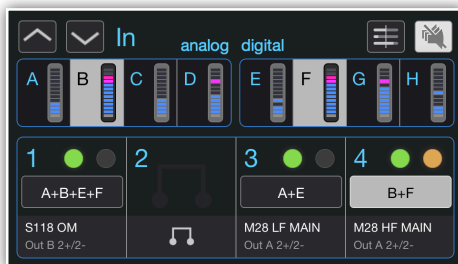 In analog digital
A B C D E F G H
1 2 3 4
A+B+E+F A+E B+F
S118 OM M28 LF MAIN M28 HF MAIN
Out B 2+/2- Out A 2+/2- Out A 2+/2-